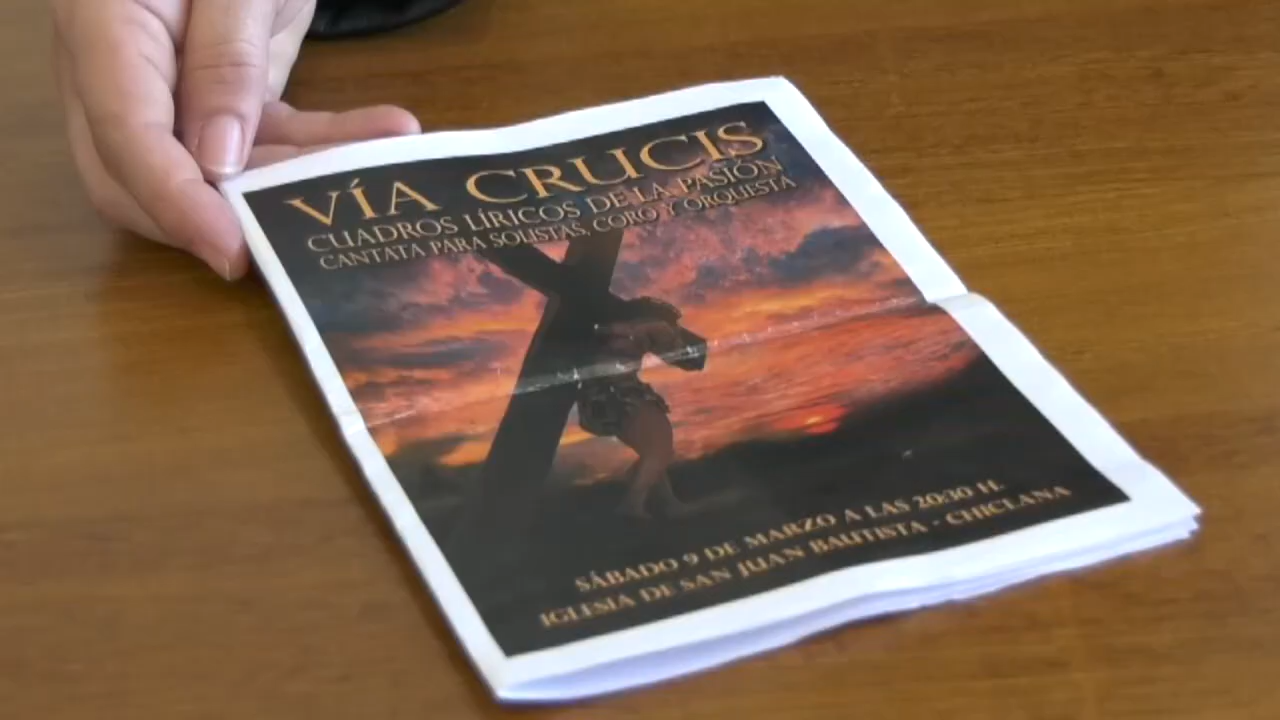 VÍA CRUCIS
CUADROS LÍRICOS DE LA PASIÓN
CANTATA PARA SOLISTAS, CORO Y ORQUESTA
SÁBADO 9 DE MARZO A LAS 20:30 H.
IGLESIA DE SAN JUAN BAUTISTA - CHICLANA